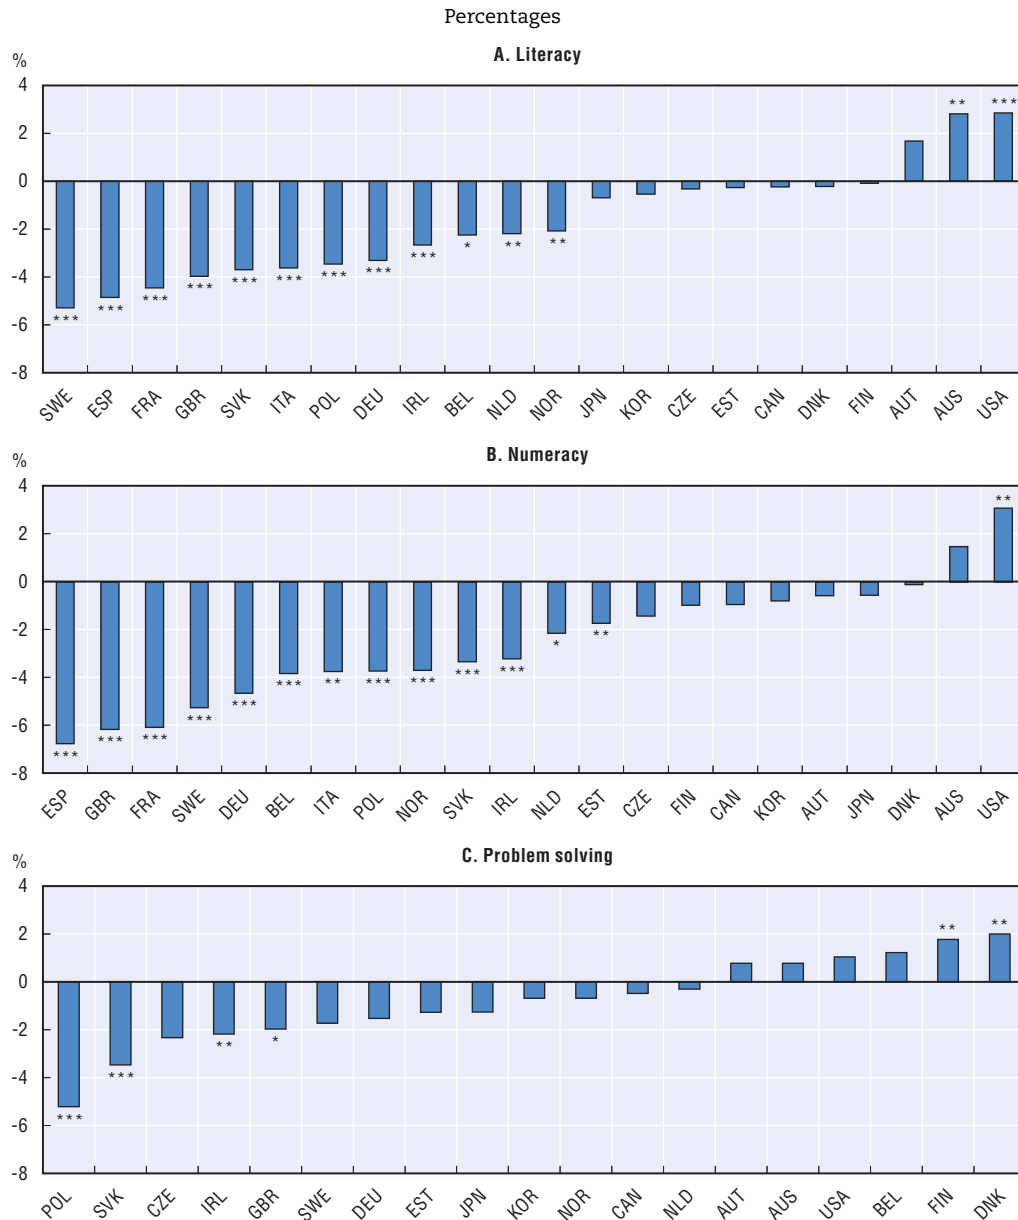 Percentages
A. Literacy
%
4
2
0
-2
-4
-6
-8
*** *** *** *** *** *** *** *** *** * ** ** ** ***
SWE ESP FRA GBR SVK ITA POL DEU IRL BEL NLD NOR JPN KOR CZE EST CAN DNK FIN AUT AUS USA
B. Numeracy
%
4
2
0
-2
-4
-6
-8
*** *** *** *** *** *** ** *** *** *** *** * ** **
ESP GBR FRA SWE DEU BEL ITA POL NOR SVK IRL NLD EST CZE FIN CAN KOR AUT JPN DNK AUS USA
C. Problem solving
%
4
2
0
-2
-4
-6
-8
*** *** ** * ** **
POL SVK CZE IRL GBR SWE DEU EST JPN KOR NOR CAN NLD AUT AUS USA BEL FIN DNK